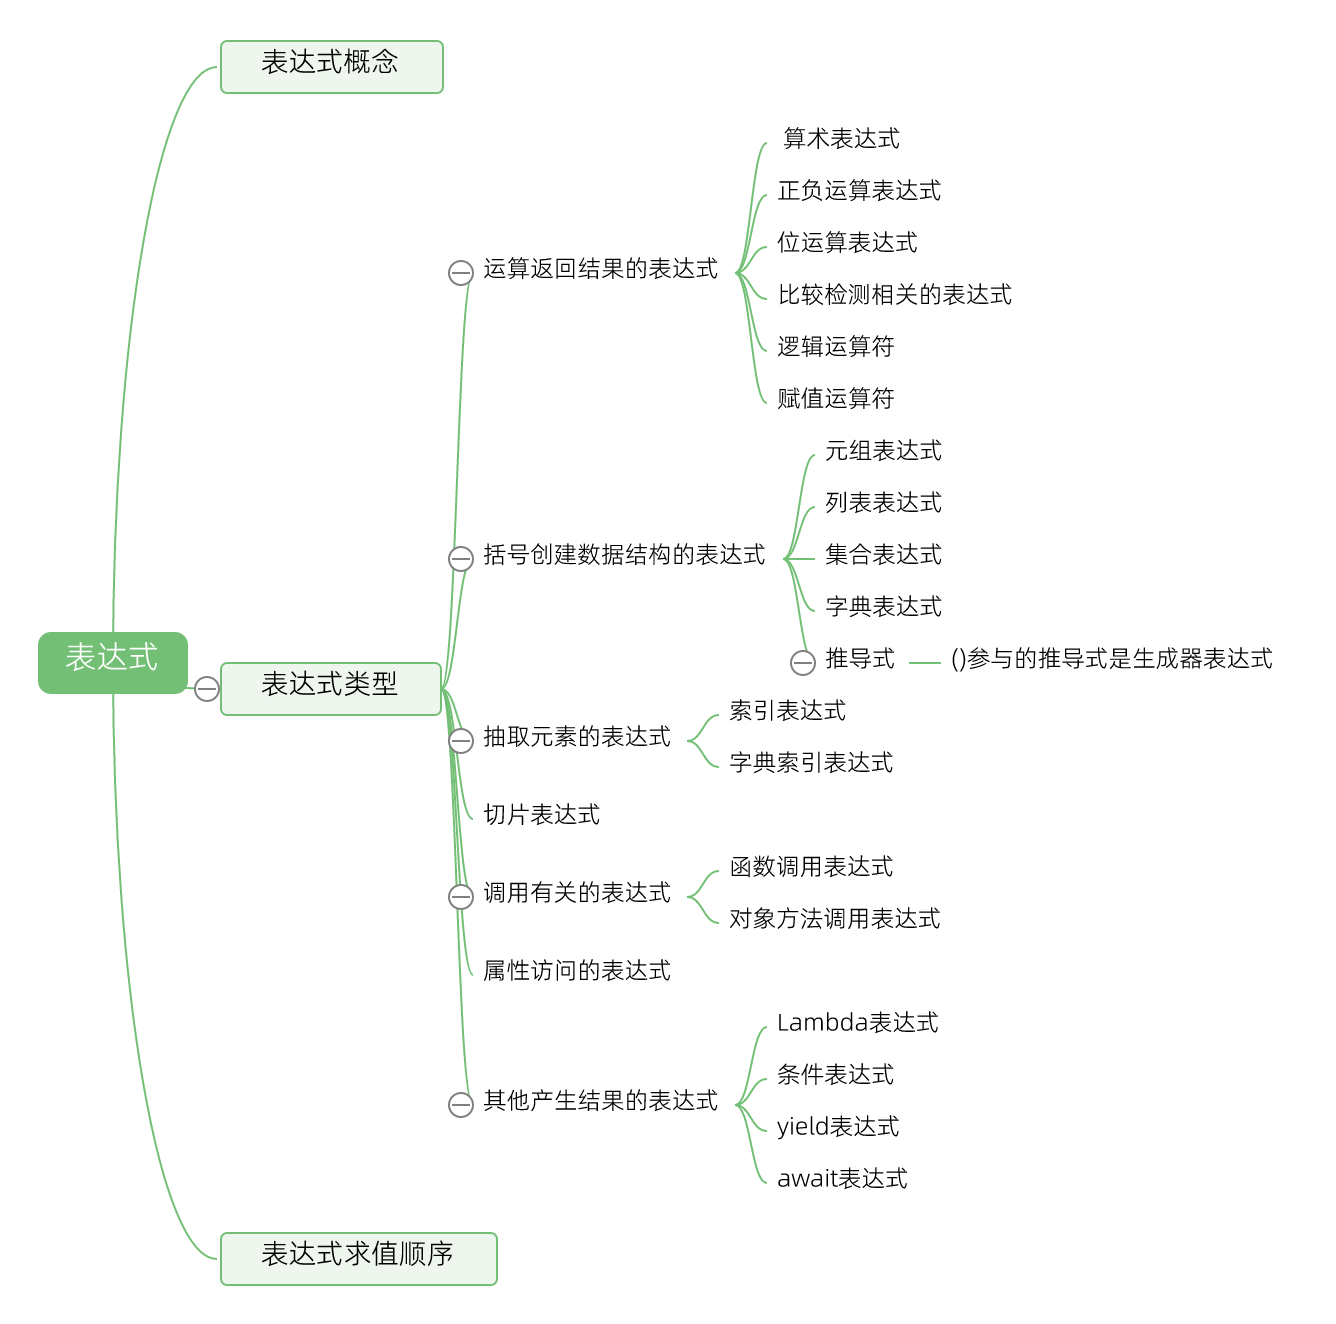 表达式概念
算术表达式
正负运算表达式
位运算表达式
运算返回结果的表达式
比较检测相关的表达式
逻辑运算符
赋值运算符
元组表达式
列表表达式
括号创建数据结构的表达式
集合表达式
字典表达式
推导式
()参与的推导式是生成器表达式
表达式
表达式类型
索引表达式
抽取元素的表达式
字典索引表达式
切片表达式
函数调用表达式
调用有关的表达式
对象方法调用表达式
属性访问的表达式
Lambda表达式
条件表达式
其他产生结果的表达式
yield表达式
await表达式
表达式求值顺序